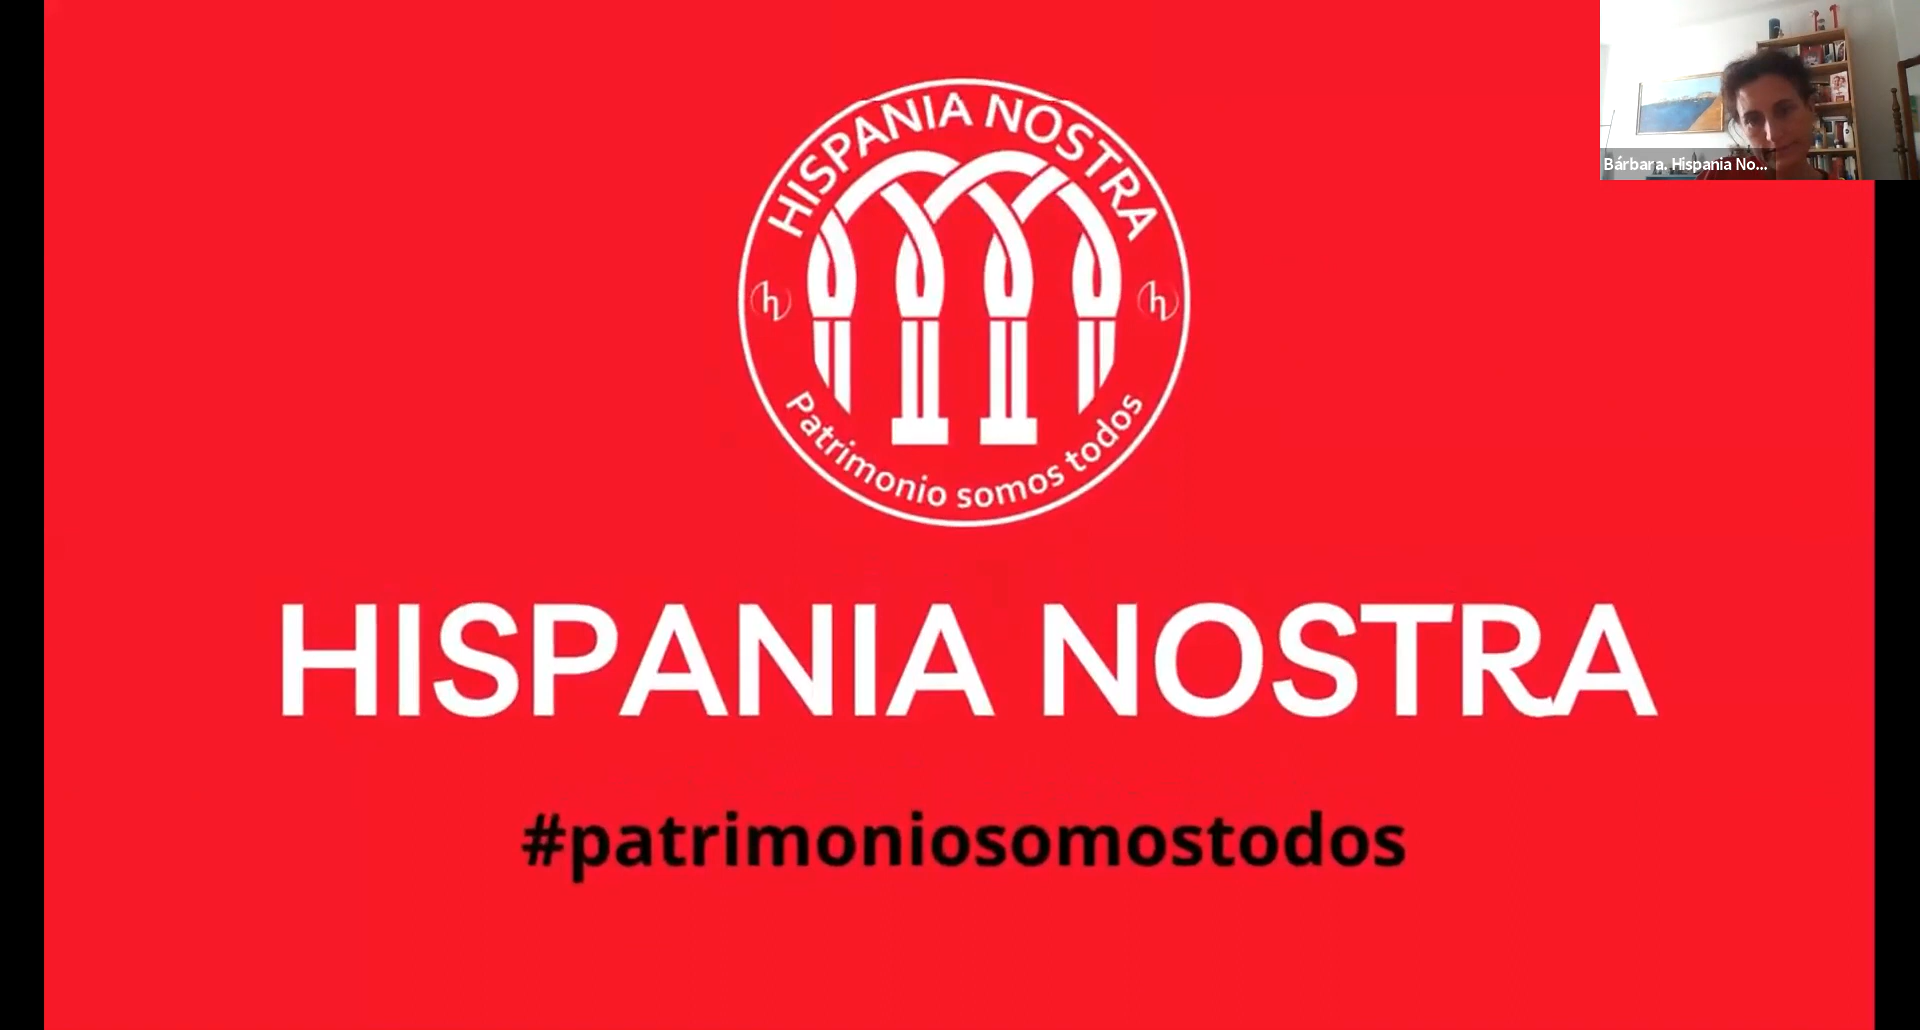 HISPANIA NOSTRA
h
h
Patrimonio somos todos
HISPANIA NOSTRA
#patrimoniosomostodos
Bárbara. Hispania No...